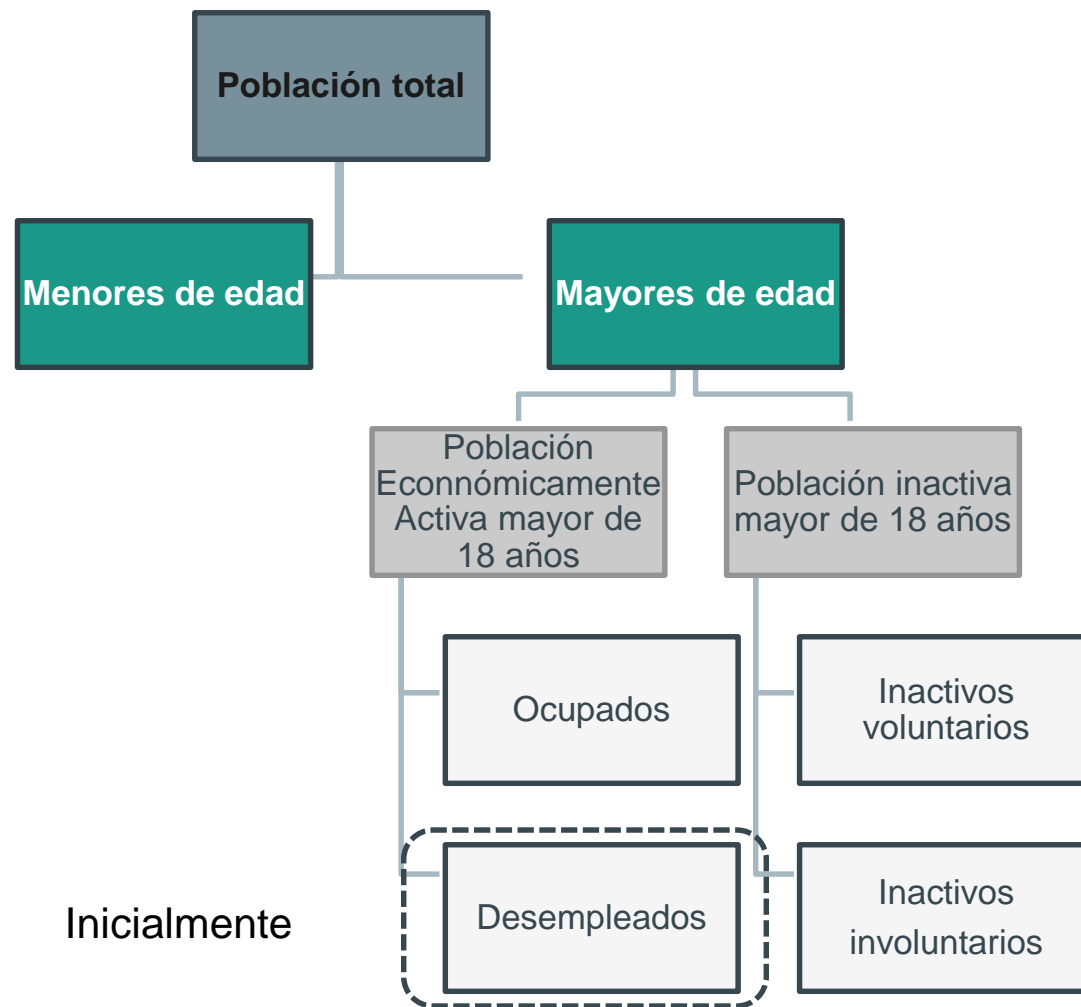 Población total
Menores de edad
Mayores de edad
Población
Econnómicamente
Activa mayor de
18 años
Población inactiva
mayor de 18 años
Ocupados
Inactivos
voluntarios
Inicialmente
Desempleados
Inactivos
involuntarios